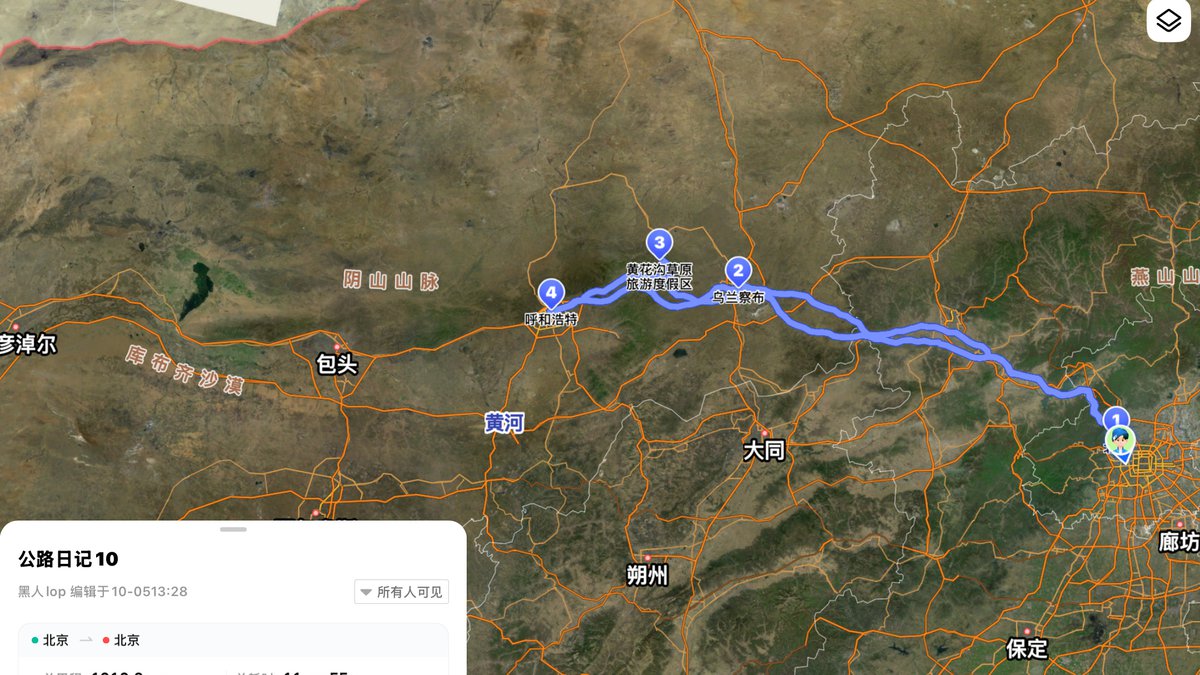 3
黄花沟草原
旅游度假区
2
乌兰察布
4
呼和浩特
阴山山脉
燕山山
彦淖尔
库布齐沙漠
包头
黄河
1
大同
廊坊
朔州
保定
公路日记10
黑人lop 编辑于10-0513:28
所有人可见
北京 → 北京